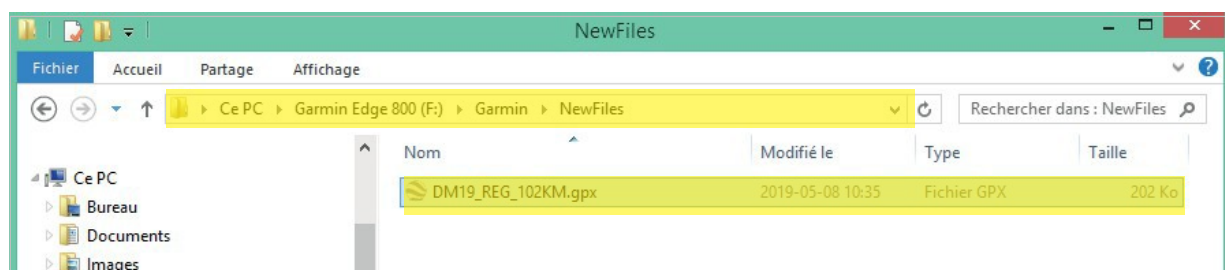 NewFiles
Fichier Accueil Partage Affichage
Ce PC Garmin Edge 800 (F:) Garmin NewFiles Rechercher dans : NewFiles
Nom Modifié le Type Taille
Ce PC
DM19_REG_102KM.gpx 2019-05-08 10:35 Fichier GPX 202 Ko
Bureau
Documents
Images